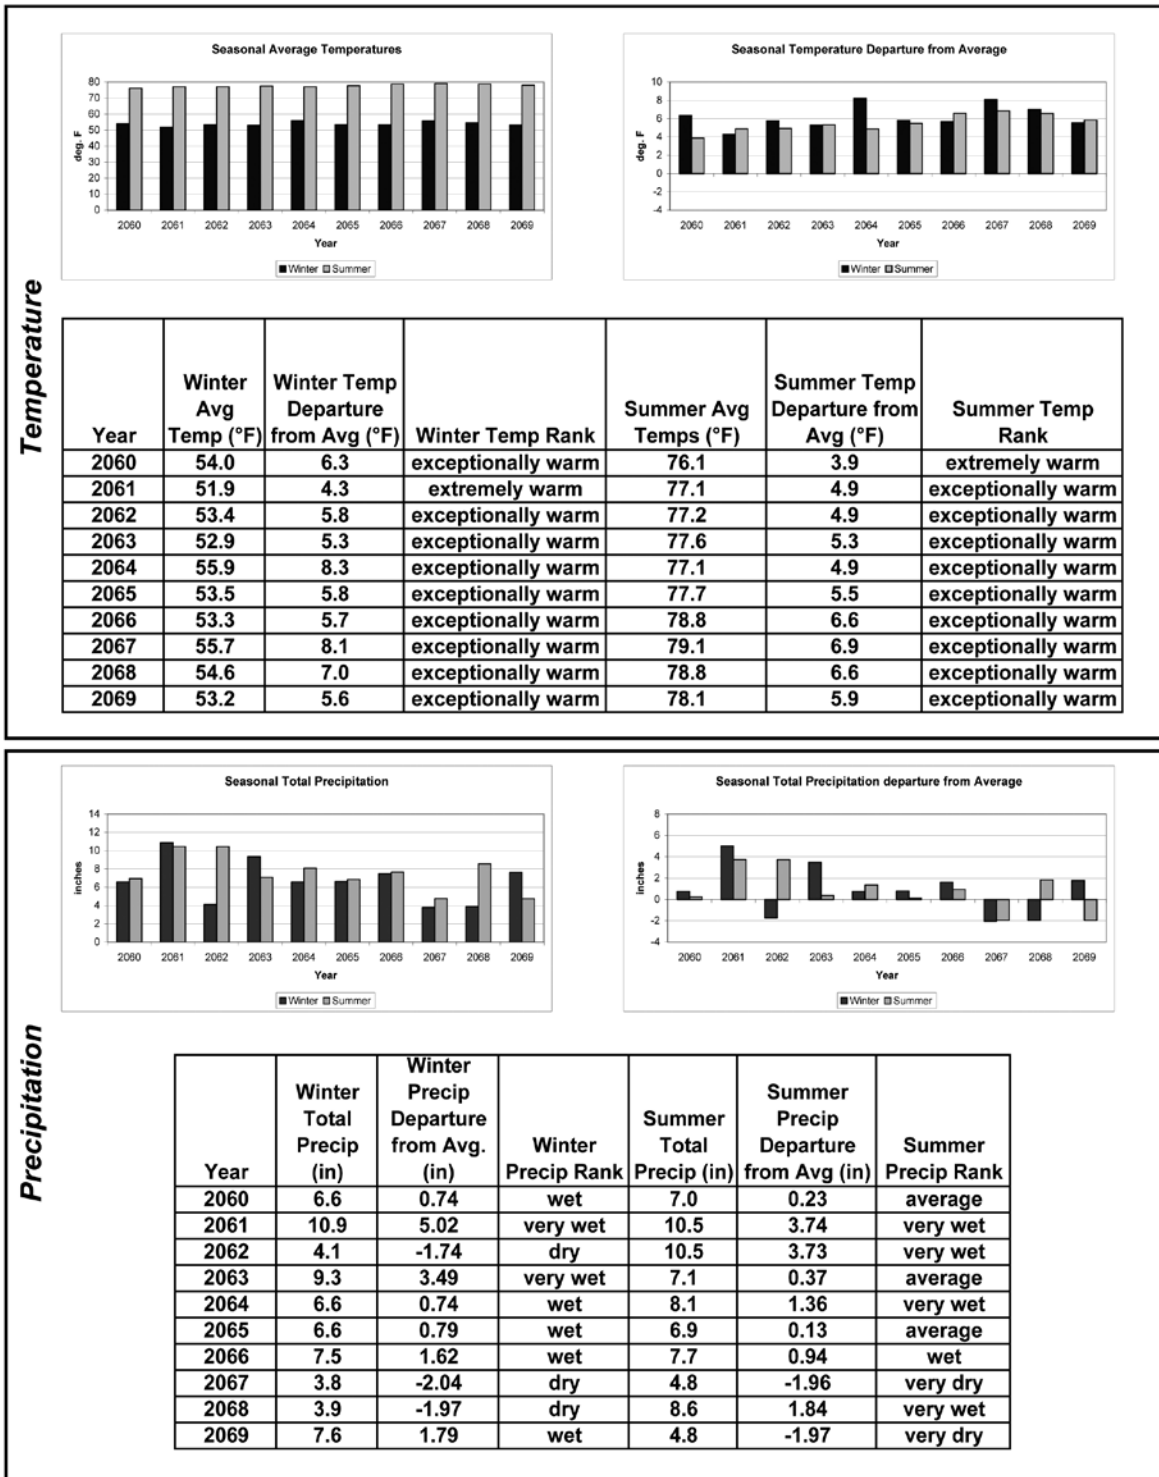 Temperature
Seasonal Average Temperatures
deg. F
80
70
60
50
40
30
20
10
0
2060 2061 2062 2063 2064 2065 2066 2067 2068 2069
Year
Winter Summer
Seasonal Temperature Departure from Average
deg. F
10
8
6
4
2
0
-2
-4
2060 2061 2062 2063 2064 2065 2066 2067 2068 2069
Year
Winter Summer
Year Winter Avg Temp (°F) Winter Temp Departure from Avg (°F) Winter Temp Rank Summer Avg Temps (°F) Summer Temp Departure from Avg (°F) Summer Temp Rank
2060 54.0 6.3 exceptionally warm 76.1 3.9 extremely warm
2061 51.9 4.3 extremely warm 77.1 4.9 exceptionally warm
2062 53.4 5.8 exceptionally warm 77.2 4.9 exceptionally warm
2063 52.9 5.3 exceptionally warm 77.6 5.3 exceptionally warm
2064 55.9 8.3 exceptionally warm 77.1 4.9 exceptionally warm
2065 53.5 5.8 exceptionally warm 77.7 5.5 exceptionally warm
2066 53.3 5.7 exceptionally warm 78.8 6.6 exceptionally warm
2067 55.7 8.1 exceptionally warm 79.1 6.9 exceptionally warm
2068 54.6 7.0 exceptionally warm 78.8 6.6 exceptionally warm
2069 53.2 5.6 exceptionally warm 78.1 5.9 exceptionally warm
Precipitation
Seasonal Total Precipitation
inches
14
12
10
8
6
4
2
0
2060 2061 2062 2063 2064 2065 2066 2067 2068 2069
Year
Winter Summer
Seasonal Total Precipitation departure from Average
inches
8
6
4
2
0
-2
-4
2060 2061 2062 2063 2064 2065 2066 2067 2068 2069
Year
Winter Summer
Year Winter Total Precip (in) Winter Precip Departure from Avg. (in) Winter Precip Rank Summer Total Precip (in) Summer Precip Departure from Avg (in) Summer Precip Rank
2060 6.6 0.74 wet 7.0 0.23 average
2061 10.9 5.02 very wet 10.5 3.74 very wet
2062 4.1 -1.74 dry 10.5 3.73 very wet
2063 9.3 3.49 very wet 7.1 0.37 average
2064 6.6 0.74 wet 8.1 1.36 very wet
2065 6.6 0.79 wet 6.9 0.13 average
2066 7.5 1.62 wet 7.7 0.94 wet
2067 3.8 -2.04 dry 4.8 -1.96 very dry
2068 3.9 -1.97 dry 8.6 1.84 very wet
2069 7.6 1.79 wet 4.8 -1.97 very dry